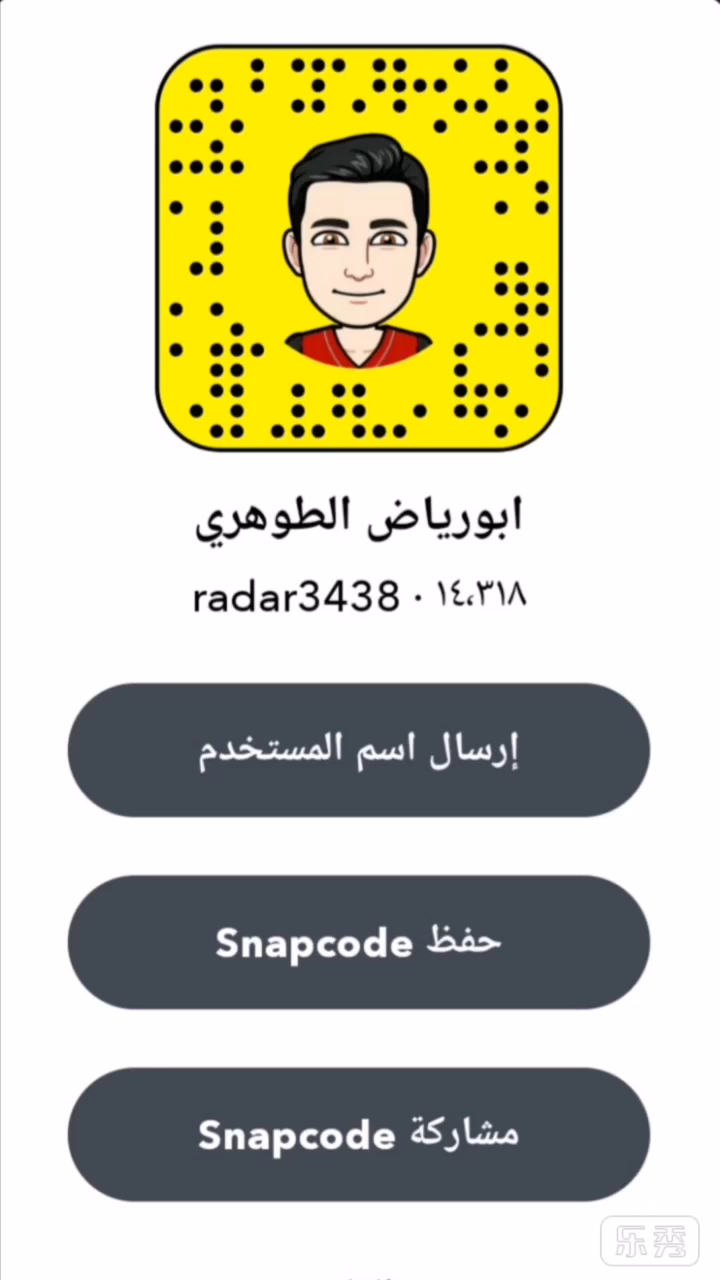 ابورياض الطوهري
radar3438 · ١٤،٣١٨
إرسال اسم المستخدم
حفظ Snapcode
مشاركة Snapcode
乐秀